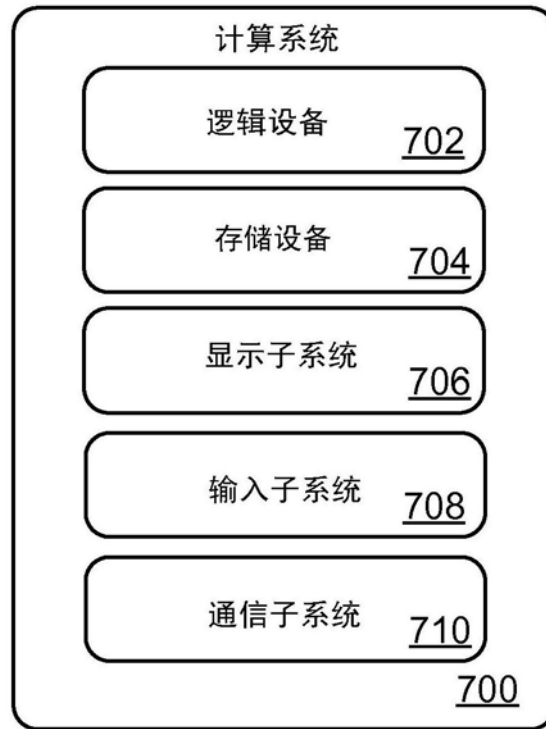 计算系统
逻辑设备
702
存储设备
704
显示子系统
706
输入子系统
708
通信子系统
710
700